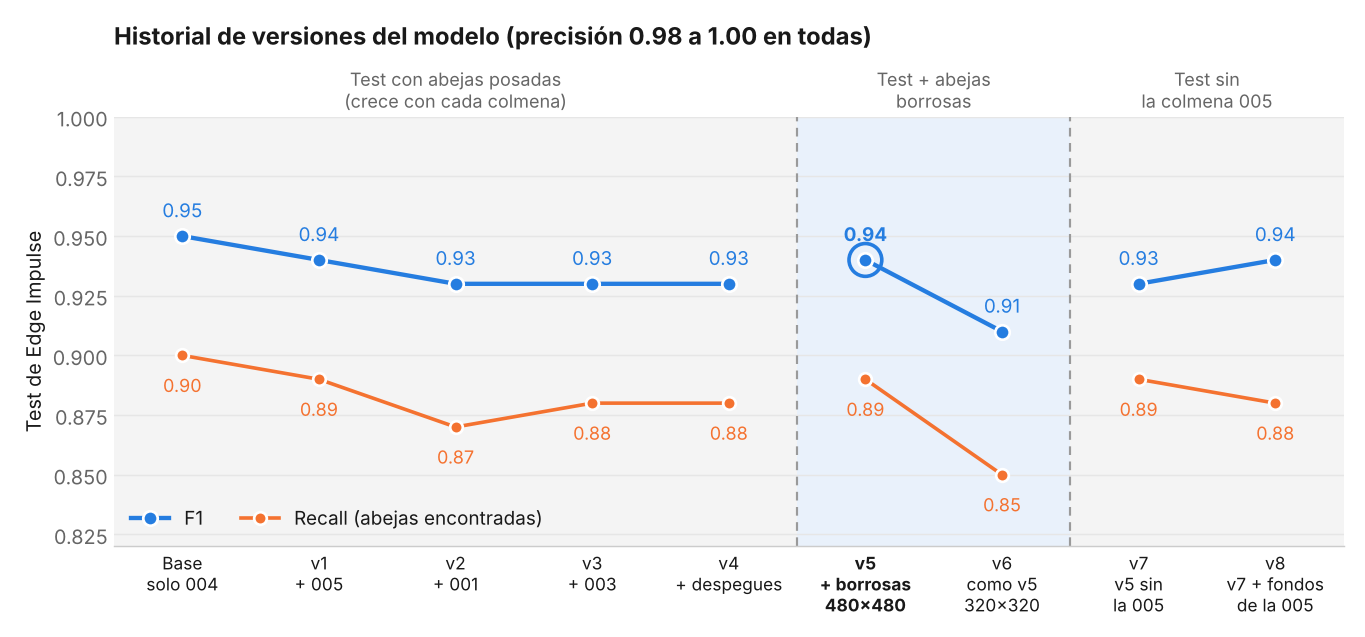 Historial de versiones del modelo (precisión 0.98 a 1.00 en todas)
Test con abejas posadas
(crece con cada colmena)
Test + abejas
borrosas
Test sin
la colmena 005
Test de Edge Impulse
1.000
0.975
0.950
0.925
0.900
0.875
0.850
0.825
0.95
0.94
0.93
0.93
0.93
0.94
0.91
0.93
0.94
0.90
0.89
0.87
0.88
0.88
0.89
0.85
0.89
0.88
F1
Recall (abejas encontradas)
Base
solo 004
v1
+ 005
v2
+ 001
v3
+ 003
v4
+ despegues
v5
+ borrosas
480×480
v6
como v5
320×320
v7
v5 sin
la 005
v8
v7 + fondos
de la 005